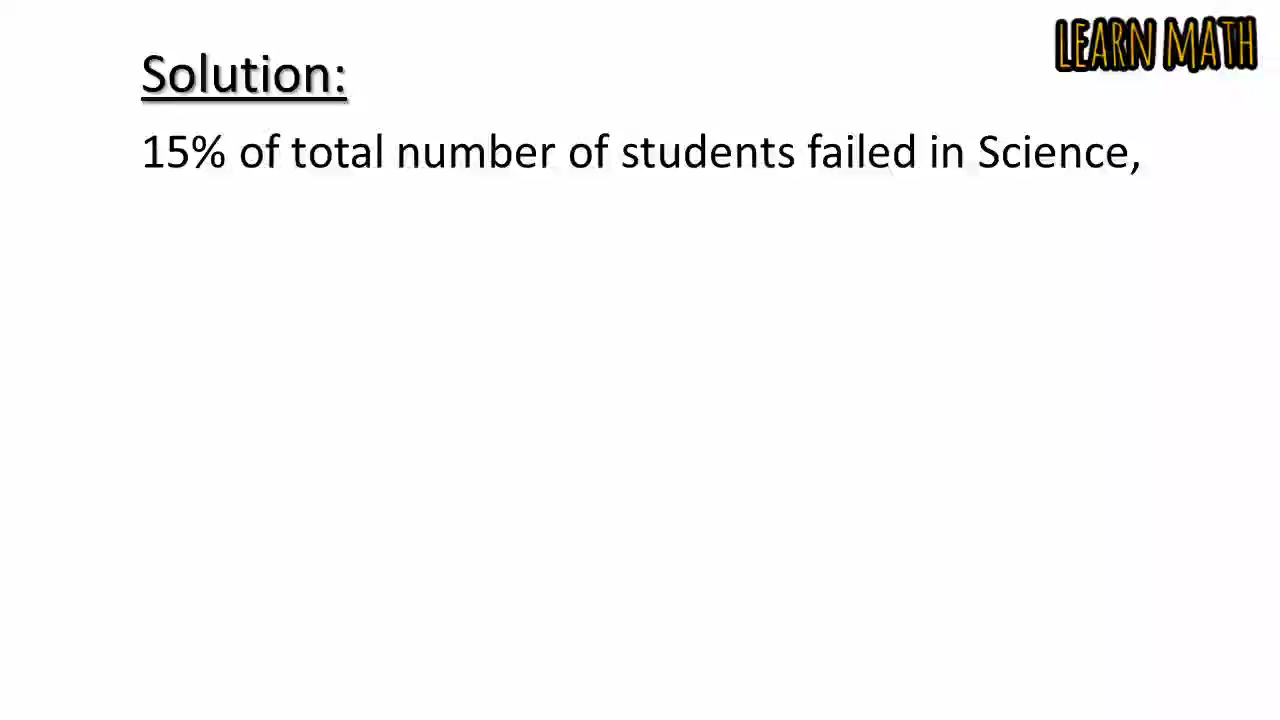 LEARN MATH
Solution:
15% of total number of students failed in Science,